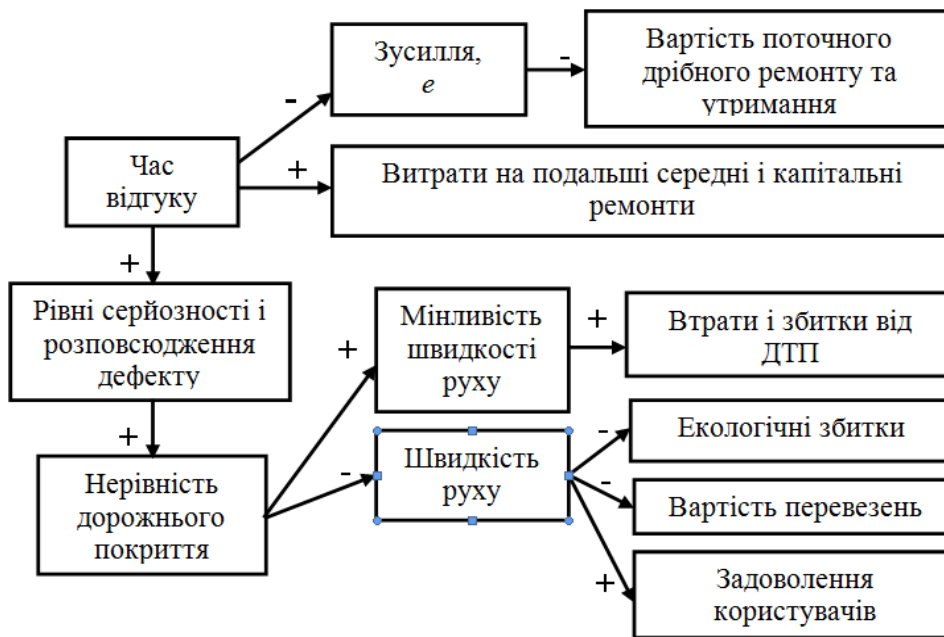 Зусилля,
e
-
Вартість поточного
дрібного ремонту та
утримання
-
Час
відгуку
+
Витрати на подальші середні і капітальні
ремонти
+
Рівні серйозності і
розповсюдження
дефекту
+
Мінливість
швидкості
руху
+
Втрати і збитки від
ДТП
+
Нерівність
дорожнього
покриття
-
Швидкість
руху
-
Екологічні збитки
-
Вартість перевезень
+
Задоволення
користувачів